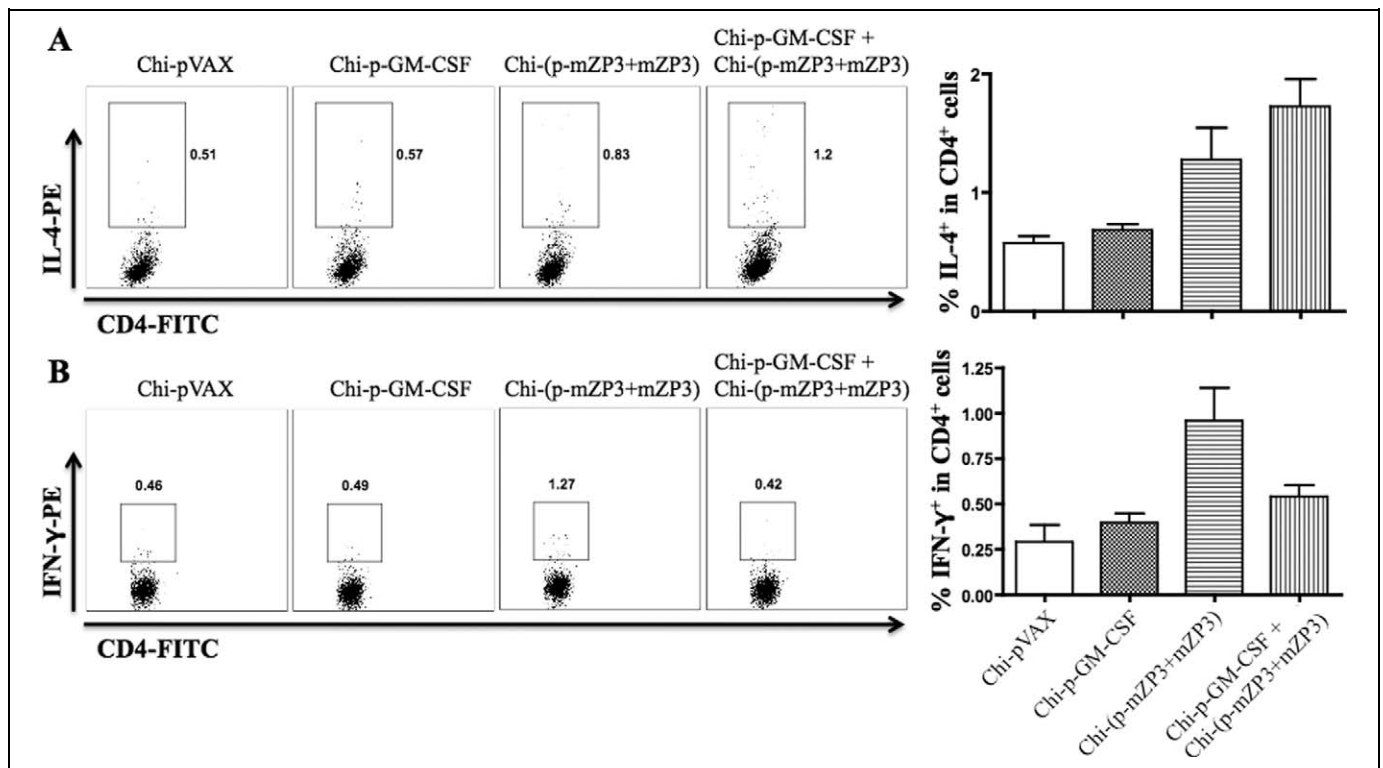 A
Chi-pVAX
Chi-p-GM-CSF
Chi-(p-mZP3+mZP3)
Chi-p-GM-CSF +
Chi-(p-mZP3+mZP3)
IL-4-PE
0.51
0.57
0.83
1.2
CD4-FITC
% IL-4⁺ in CD4⁺ cells
2
1
0
B
Chi-pVAX
Chi-p-GM-CSF
Chi-(p-mZP3+mZP3)
Chi-p-GM-CSF +
Chi-(p-mZP3+mZP3)
IFN-γ-PE
0.46
0.49
1.27
0.42
CD4-FITC
% IFN-γ⁺ in CD4⁺ cells
1.25
1.00
0.75
0.50
0.25
0.00
Chi-pVAX
Chi-p-GM-CSF
Chi-(p-mZP3+mZP3)
Chi-p-GM-CSF +
Chi-(p-mZP3+mZP3)